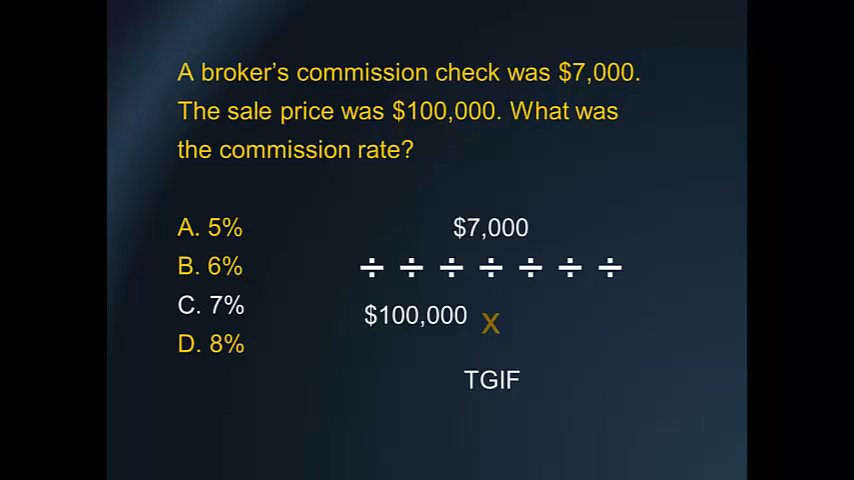 A broker’s commission check was $7,000.
The sale price was $100,000. What was
the commission rate?
A. 5%
B. 6%
C. 7%
D. 8%
$7,000
÷ ÷ ÷ ÷ ÷ ÷ ÷
$100,000 x
TGIF